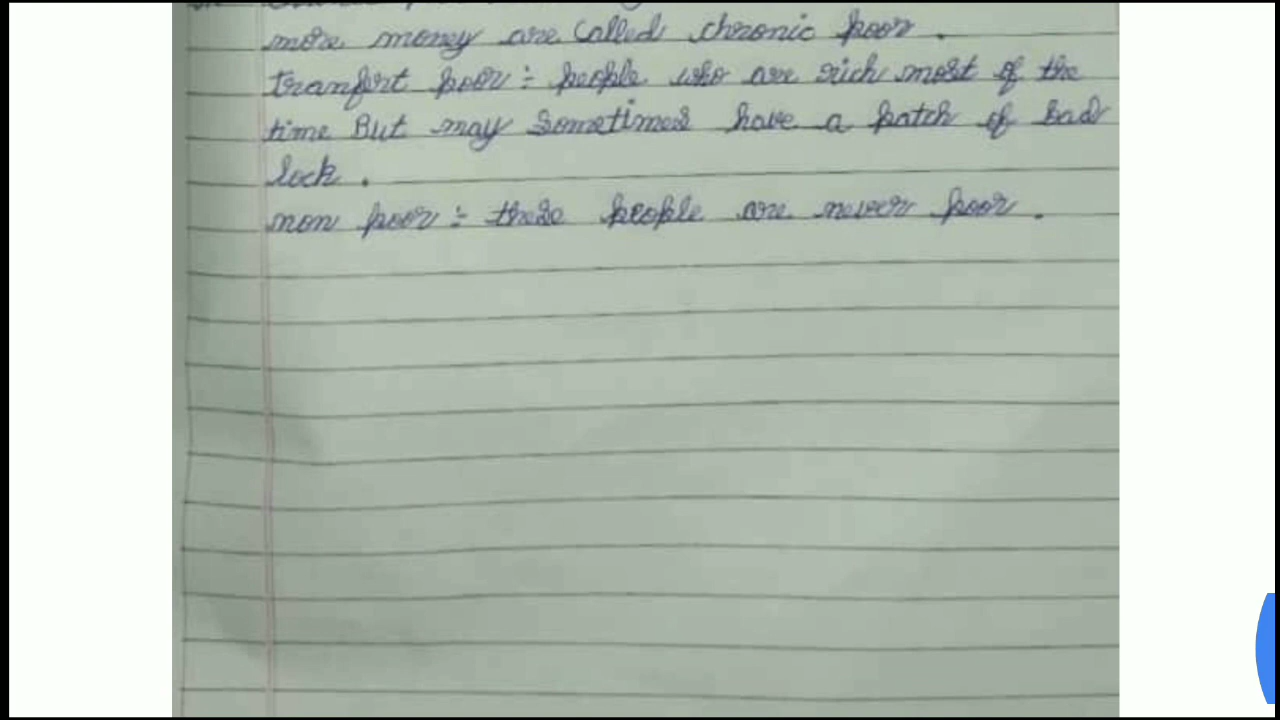 more money are called chronic poor.
Tranfort poor :- people who are rich most of the
time But may sometimes have a patch of bad
lock.
non poor :- these people are never poor.